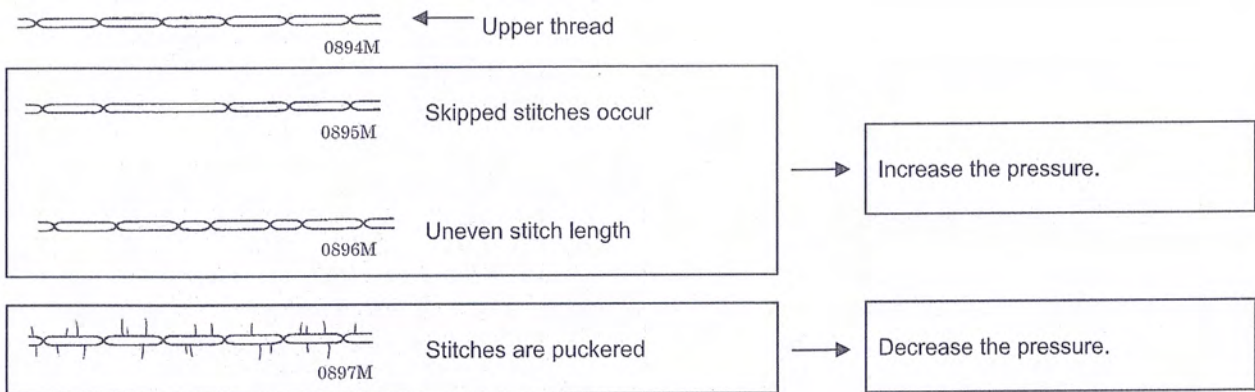 Upper thread
0894M
Skipped stitches occur
0895M
Increase the pressure.
Uneven stitch length
0896M
Stitches are puckered
Decrease the pressure.
0897M